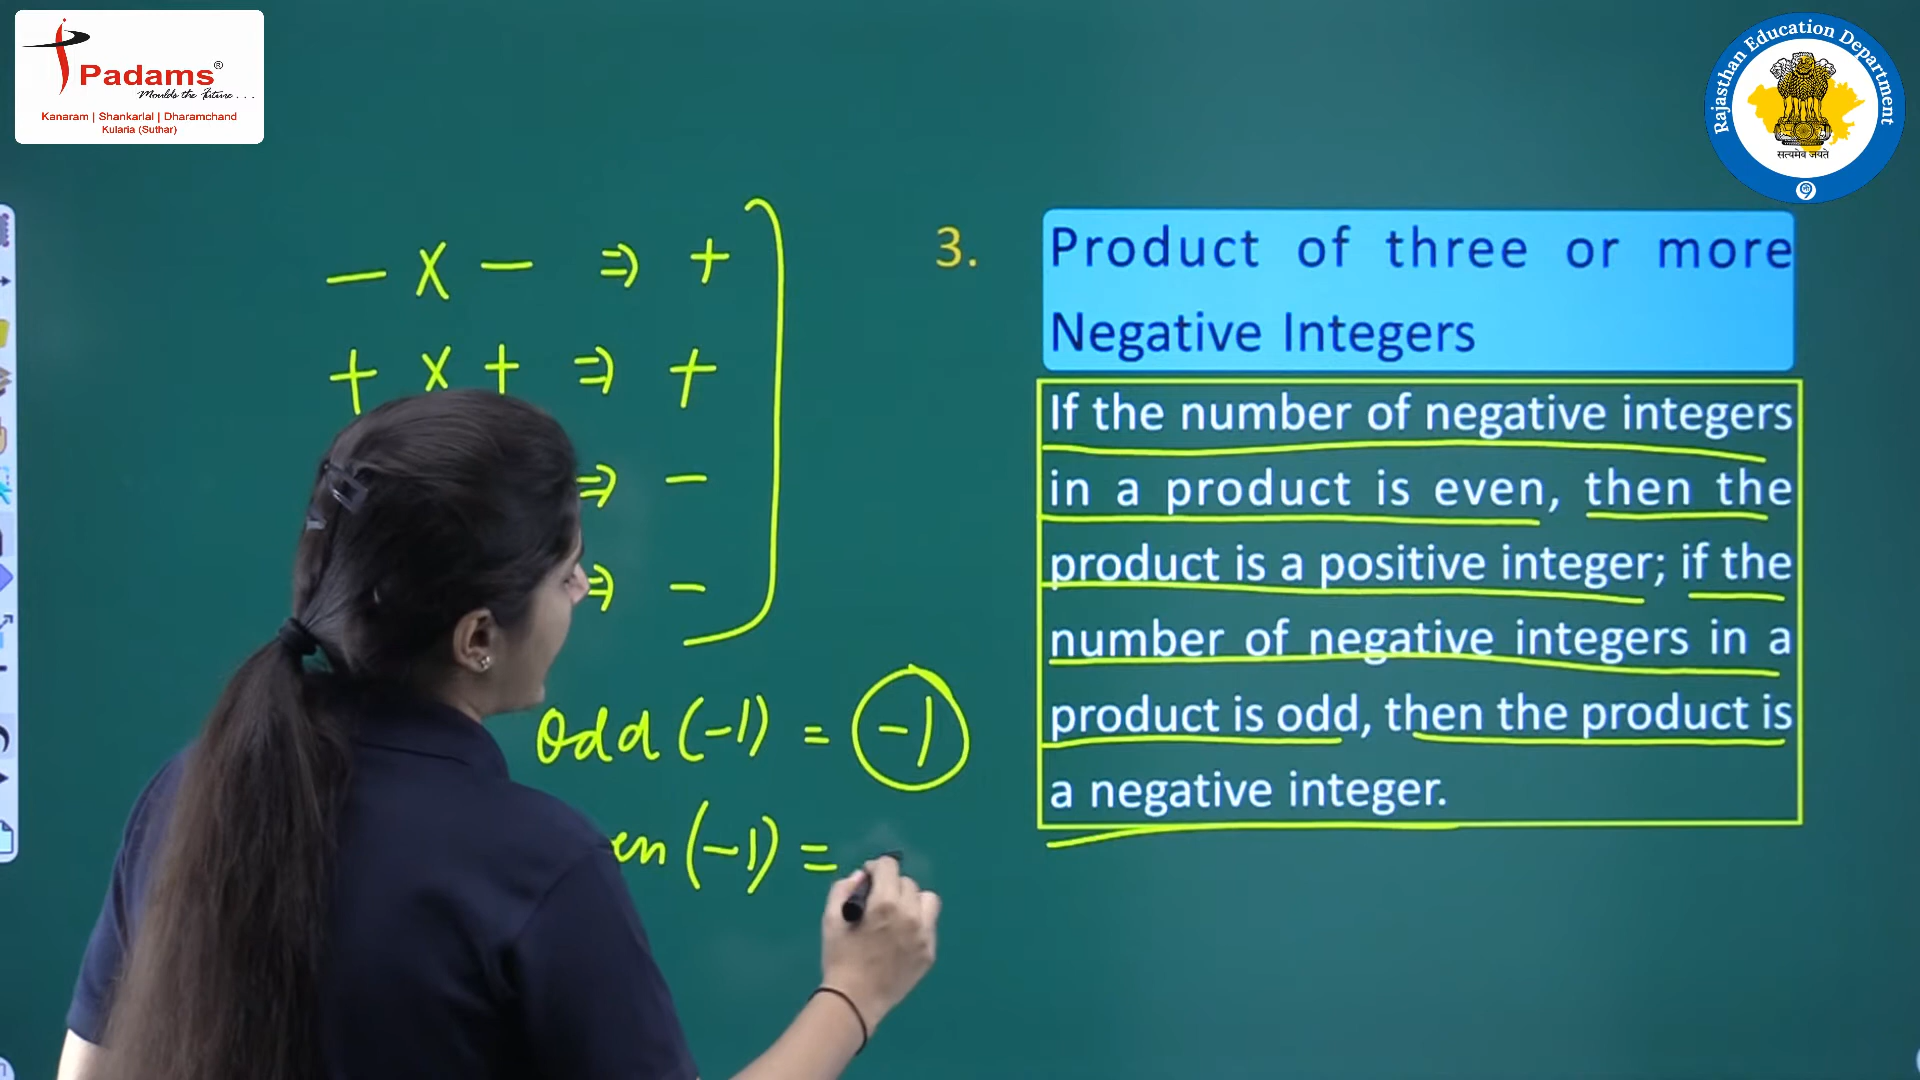 Padams®
Moulds the Future . . .
Kanaram | Shankarlal | Dharamchand
Kularia (Suthar)
Rajasthan Education Department
सत्यमेव जयते
- x - ⇒ +
+ x + ⇒ +
⇒ -
⇒ -
odd (-1) = -1
en (-1) =
3. Product of three or more
Negative Integers
If the number of negative integers
in a product is even, then the
product is a positive integer; if the
number of negative integers in a
product is odd, then the product is
a negative integer.